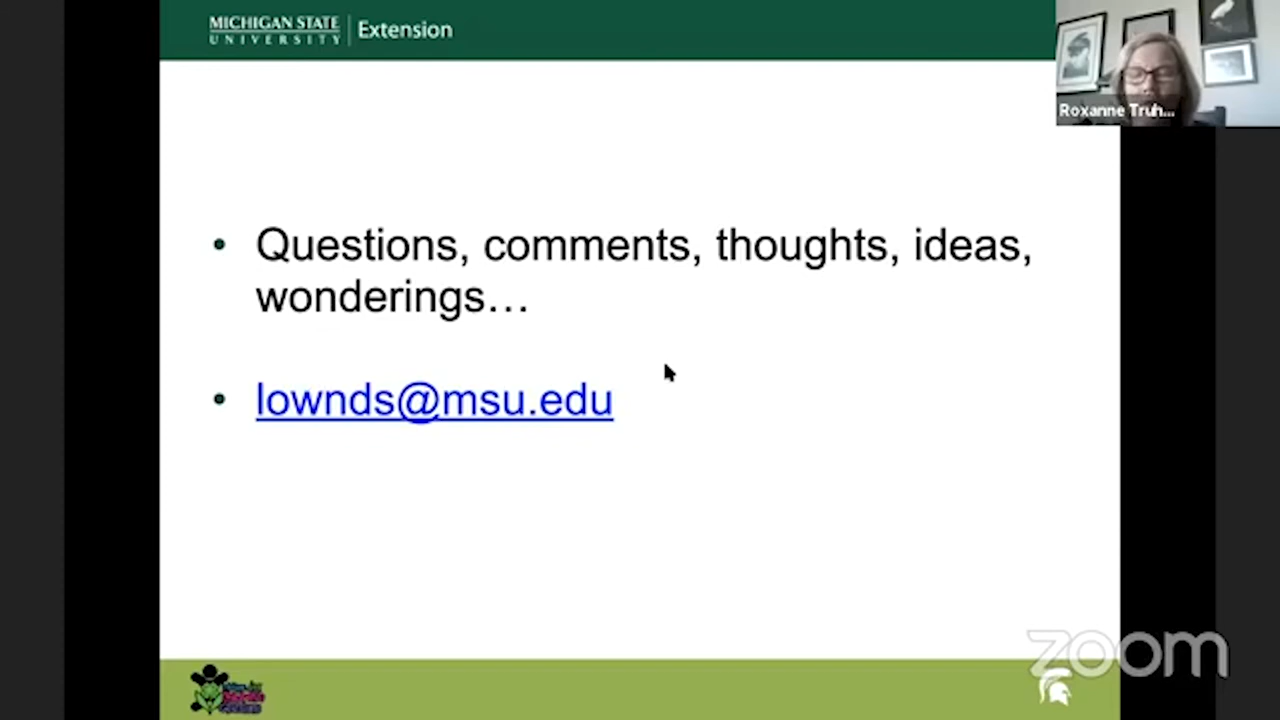 MICHIGAN STATE
UNIVERSITY
Extension
Roxanne Truh...
• Questions, comments, thoughts, ideas,
wonderings…
• lownds@msu.edu
zoom